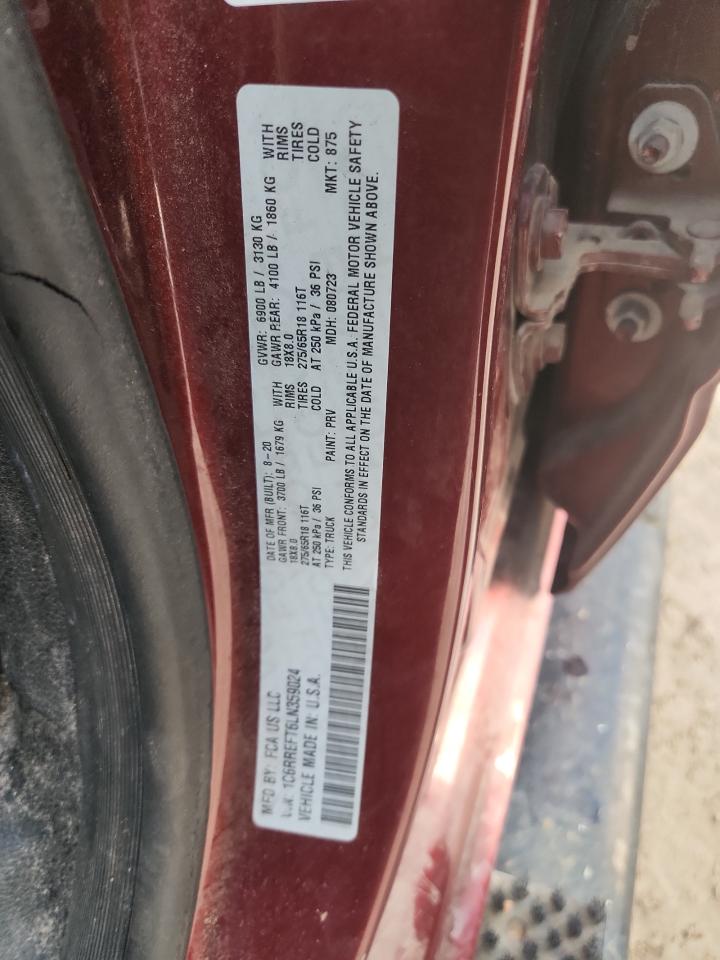 MFD BY: FCA US LLC
1C6RREFT6LN359024
VEHICLE MADE IN: U.S.A.
DATE OF MFR (BUILT): 8-20
GAWR FRONT: 3700 LB / 1679 KG WITH
18X8.0 RIMS
275/65R18 116T TIRES
AT 250 kPa / 36 PSI COLD
GVWR: 6900 LB / 3130 KG
GAWR REAR: 4100 LB / 1860 KG WITH
18X8.0 RIMS
275/65R18 116T TIRES
AT 250 kPa / 36 PSI COLD
TYPE: TRUCK PAINT: PRV MDH: 080723 MKT: 875
THIS VEHICLE CONFORMS TO ALL APPLICABLE U.S.A. FEDERAL MOTOR VEHICLE SAFETY
STANDARDS IN EFFECT ON THE DATE OF MANUFACTURE SHOWN ABOVE.